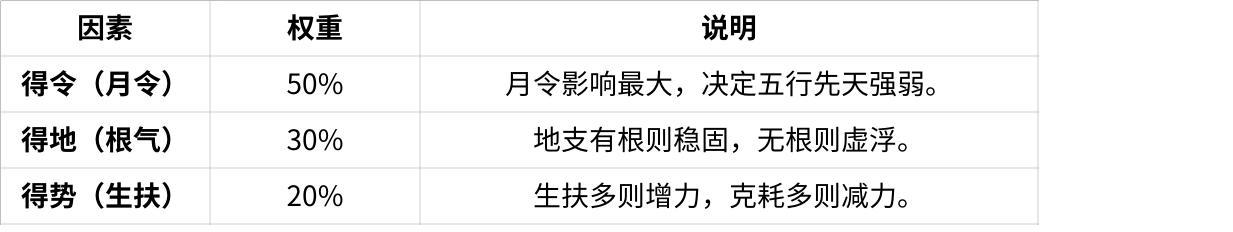 因素 权重 说明
得令（月令） 50% 月令影响最大，决定五行先天强弱。
得地（根气） 30% 地支有根则稳固，无根则虚浮。
得势（生扶） 20% 生扶多则增力，克耗多则减力。